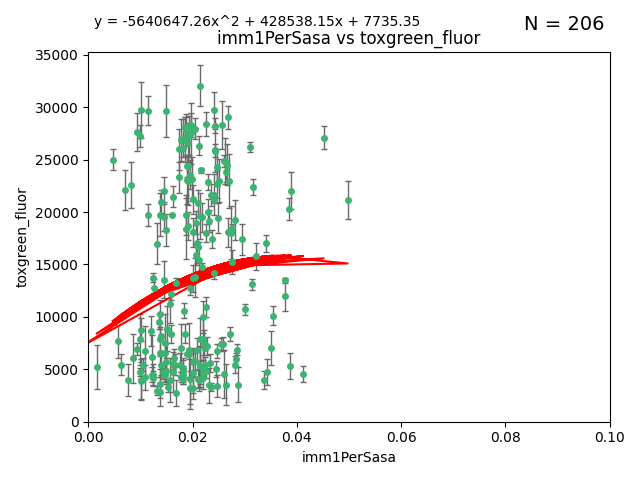 y = -5640647.26x^2 + 428538.15x + 7735.35
N = 206
imm1PerSasa vs toxgreen_fluor
35000
30000
25000
20000
15000
10000
5000
0
toxgreen_fluor
0.00 0.02 0.04 0.06 0.08 0.10
imm1PerSasa